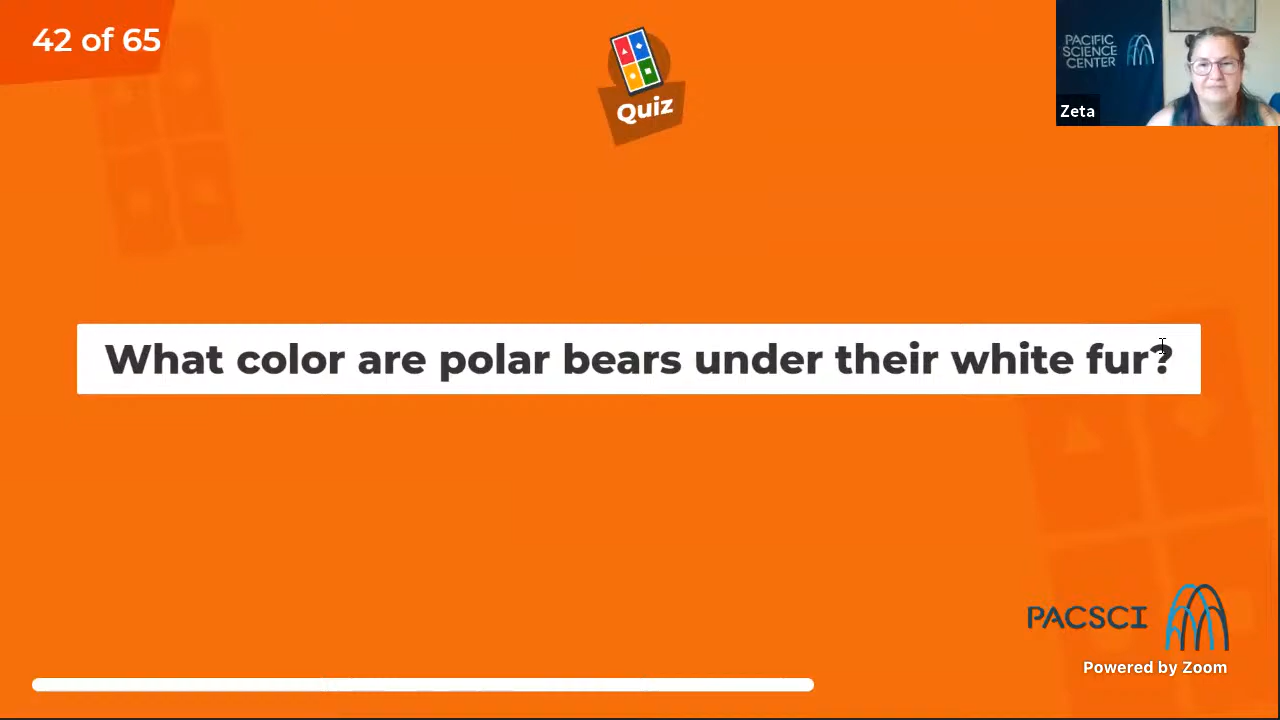 42 of 65
Quiz
PACIFIC
SCIENCE
CENTER
Zeta
What color are polar bears under their white fur?
PACSCI
Powered by Zoom